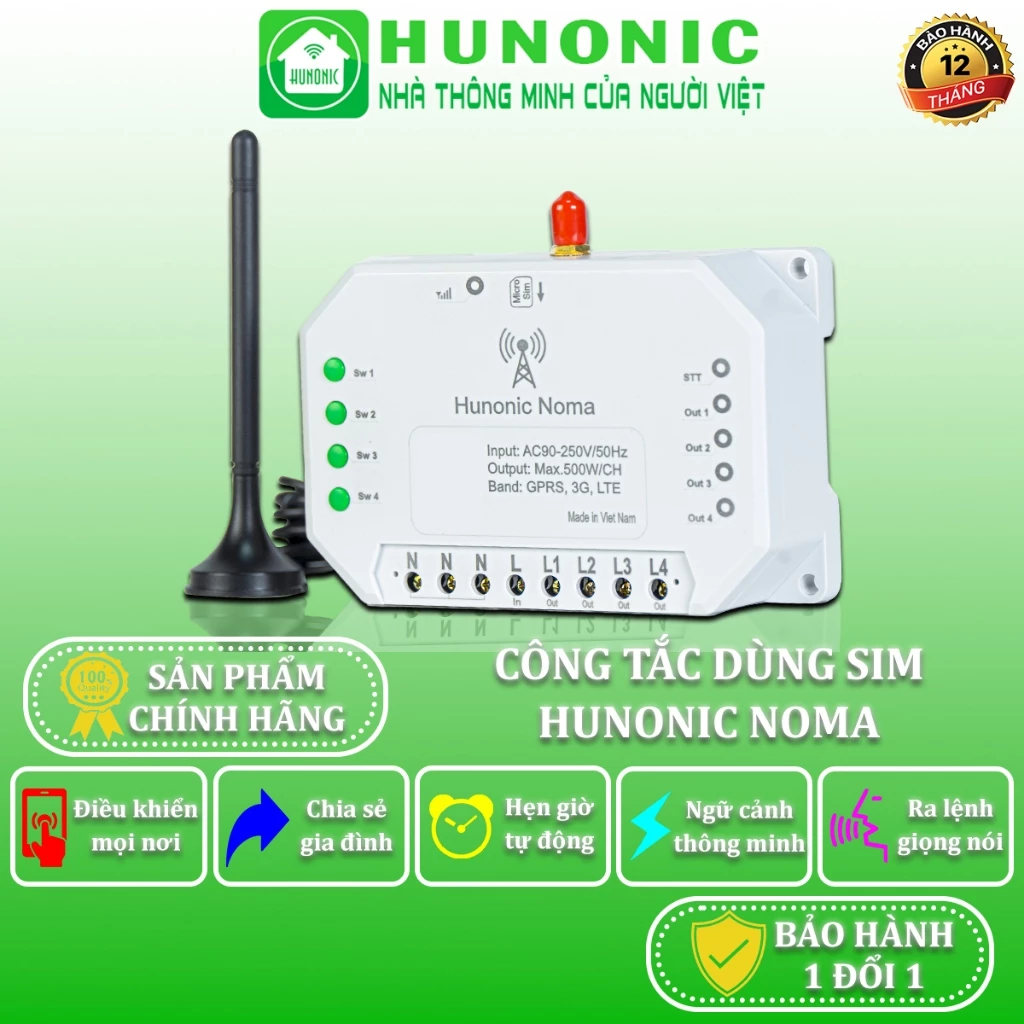 HUNONIC
HUNONIC
NHÀ THÔNG MINH CỦA NGƯỜI VIỆT
BẢO HÀNH
12
THÁNG
Micro
Sim
Sw 1
Sw 2
Sw 3
Sw 4
Hunonic Noma
Input: AC90-250V/50Hz
Output: Max.500W/CH
Band: GPRS, 3G, LTE
Made in Viet Nam
STT
Out 1
Out 2
Out 3
Out 4
N N N L L1 L2 L3 L4
In Out Out Out Out
100%
Quality
SẢN PHẨM
CHÍNH HÃNG
CÔNG TẮC DÙNG SIM
HUNONIC NOMA
Điều khiển
mọi nơi
Chia sẻ
gia đình
Hẹn giờ
tự động
Ngữ cảnh
thông minh
Ra lệnh
giọng nói
BẢO HÀNH
1 ĐỔI 1